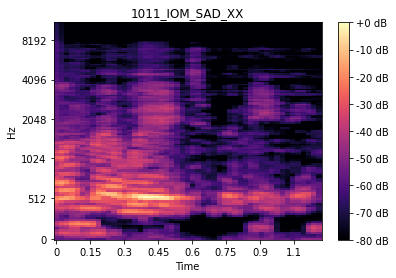 1011_IOM_SAD_XX
Hz
8192
4096
2048
1024
512
0
0 0.15 0.3 0.45 0.6 0.75 0.9 1.1
Time
+0 dB
-10 dB
-20 dB
-30 dB
-40 dB
-50 dB
-60 dB
-70 dB
-80 dB